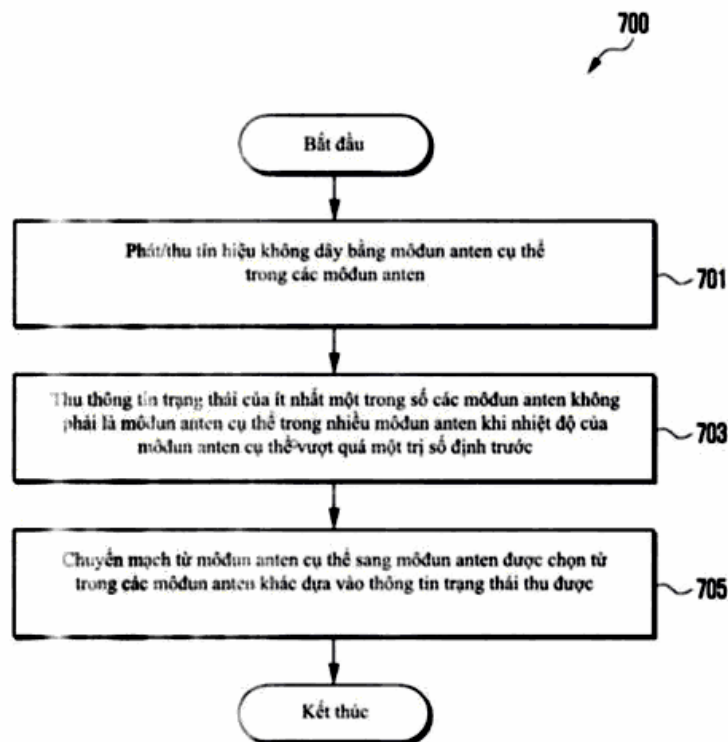 700
Bắt đầu
Phát/thu tín hiệu không dây bằng môđun anten cụ thể
trong các môđun anten
701
Thu thông tin trạng thái của ít nhất một trong số các môđun anten không
phải là môđun anten cụ thể trong nhiều môđun anten khi nhiệt độ của
môđun anten cụ thể vượt quá một trị số định trước
703
Chuyển mạch từ môđun anten cụ thể sang môđun anten được chọn từ
trong các môđun anten khác dựa vào thông tin trạng thái thu được
705
Kết thúc